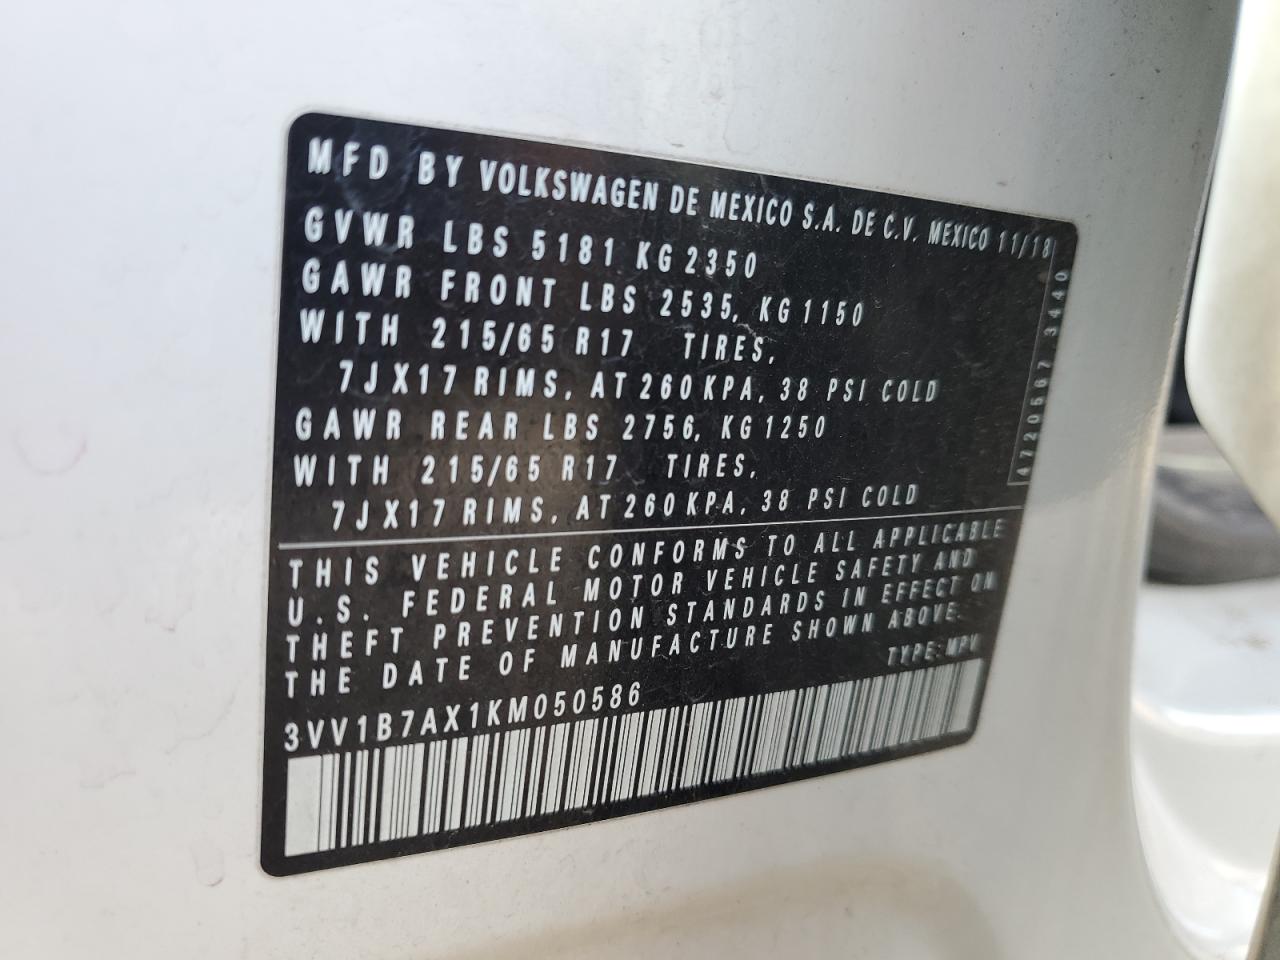 MFD BY VOLKSWAGEN DE MEXICO S.A. DE C.V. MEXICO 11/18
GVWR LBS 5181 KG 2350
GAWR FRONT LBS 2535, KG 1150
WITH 215/65 R17 TIRES,
7JX17 RIMS, AT 260 KPA, 38 PSI COLD
GAWR REAR LBS 2756, KG 1250
WITH 215/65 R17 TIRES,
7JX17 RIMS, AT 260 KPA, 38 PSI COLD
4720567 3440
THIS VEHICLE CONFORMS TO ALL APPLICABLE
U.S. FEDERAL MOTOR VEHICLE SAFETY AND
THEFT PREVENTION STANDARDS IN EFFECT ON
THE DATE OF MANUFACTURE SHOWN ABOVE.
TYPE: MPV
3VV1B7AX1KM050586